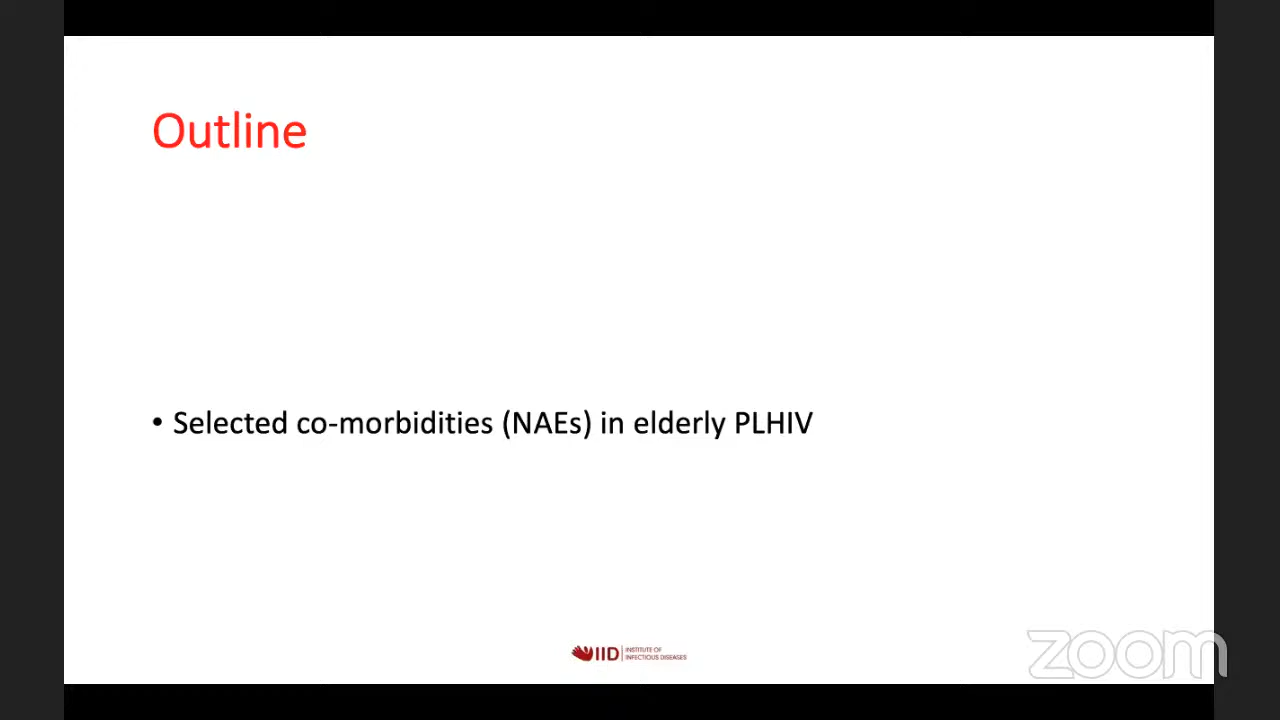 Outline
• Selected co-morbidities (NAEs) in elderly PLHIV
IID
INSTITUTE OF
INFECTIOUS DISEASES
zoom